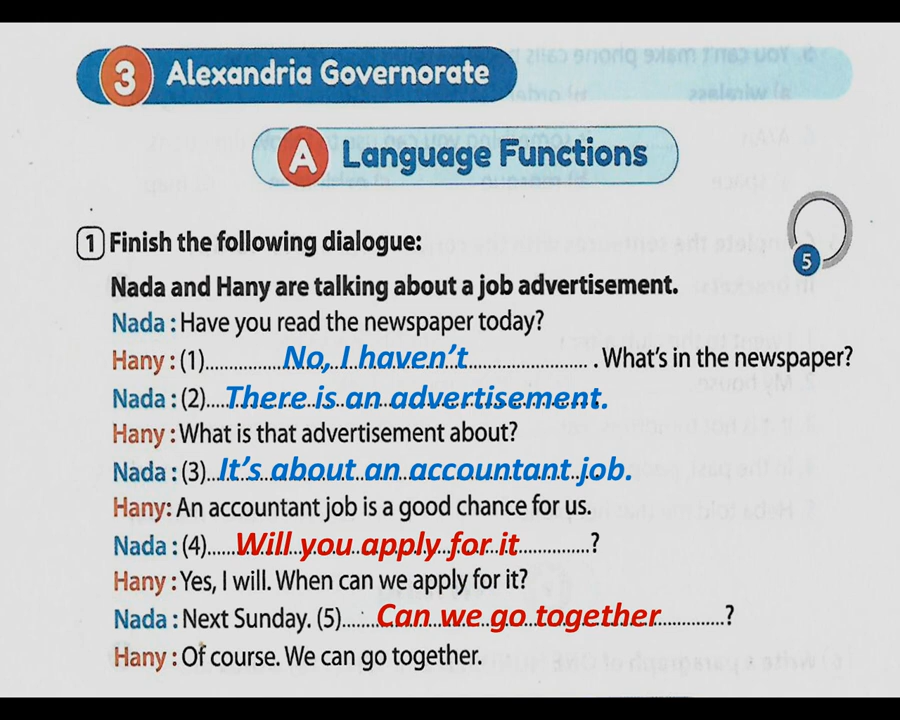 3 Alexandria Governorate
A Language Functions
1 Finish the following dialogue:
5
Nada and Hany are talking about a job advertisement.
Nada : Have you read the newspaper today?
Hany : (1)............No, I haven't..................... . What's in the newspaper?
Nada : (2)...There is an advertisement.
Hany : What is that advertisement about?
Nada : (3)..It's about an accountant job.
Hany: An accountant job is a good chance for us.
Nada : (4).....Will you apply for it..............?
Hany : Yes, I will. When can we apply for it?
Nada : Next Sunday. (5)......Can we go together.............?
Hany : Of course. We can go together.